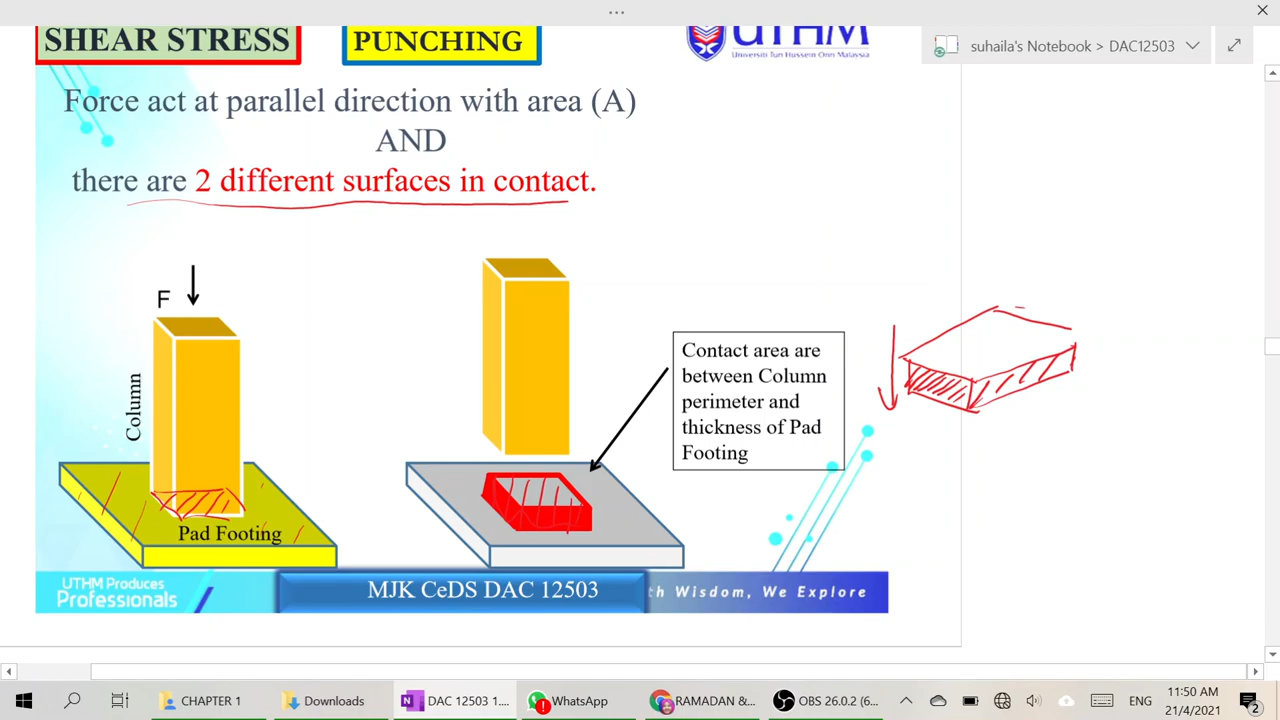 suhaila's Notebook > DAC12503
SHEAR STRESS
PUNCHING
UTHM
Universiti Tun Hussein Onn Malaysia
Force act at parallel direction with area (A)
AND
there are 2 different surfaces in contact.
F
Column
Pad Footing
Contact area are
between Column
perimeter and
thickness of Pad
Footing
UTHM Produces
Professionals
MJK CeDS DAC 12503
th Wisdom, We Explore
CHAPTER 1
Downloads
DAC 12503 1....
WhatsApp
RAMADAN &...
OBS 26.0.2 (6...
ENG
11:50 AM
21/4/2021
2